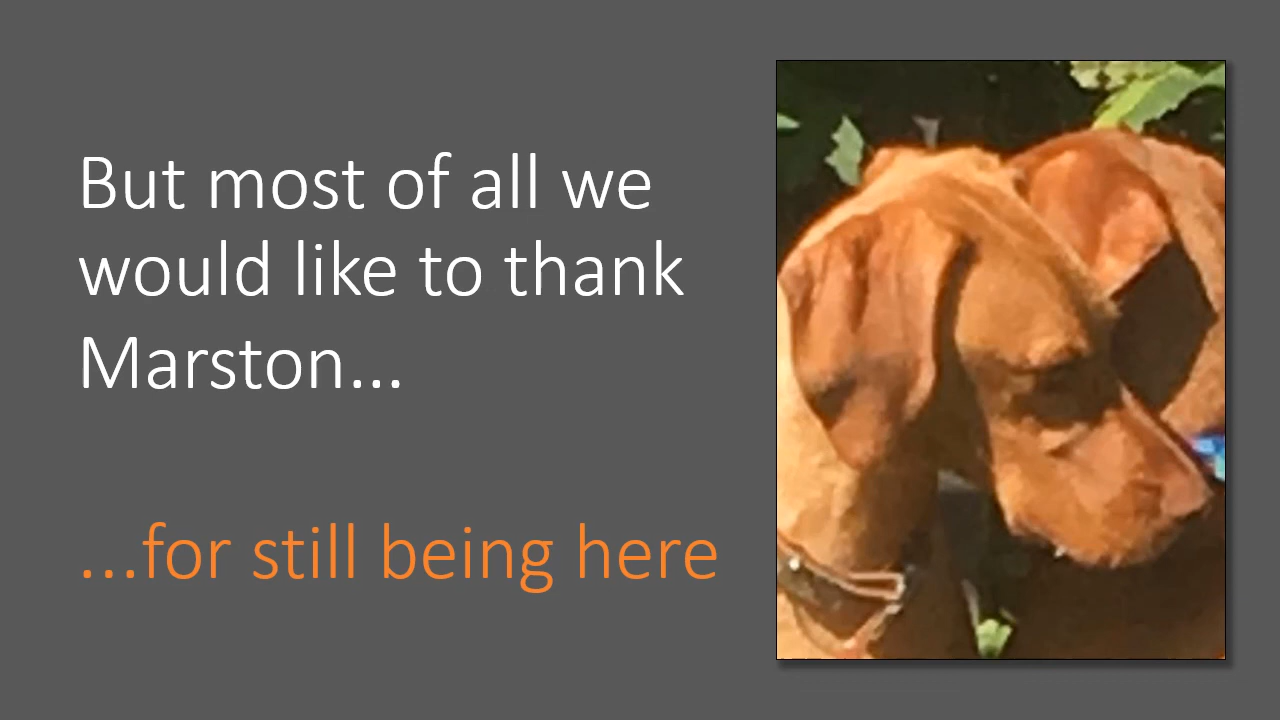 But most of all we
would like to thank
Marston...
...for still being here